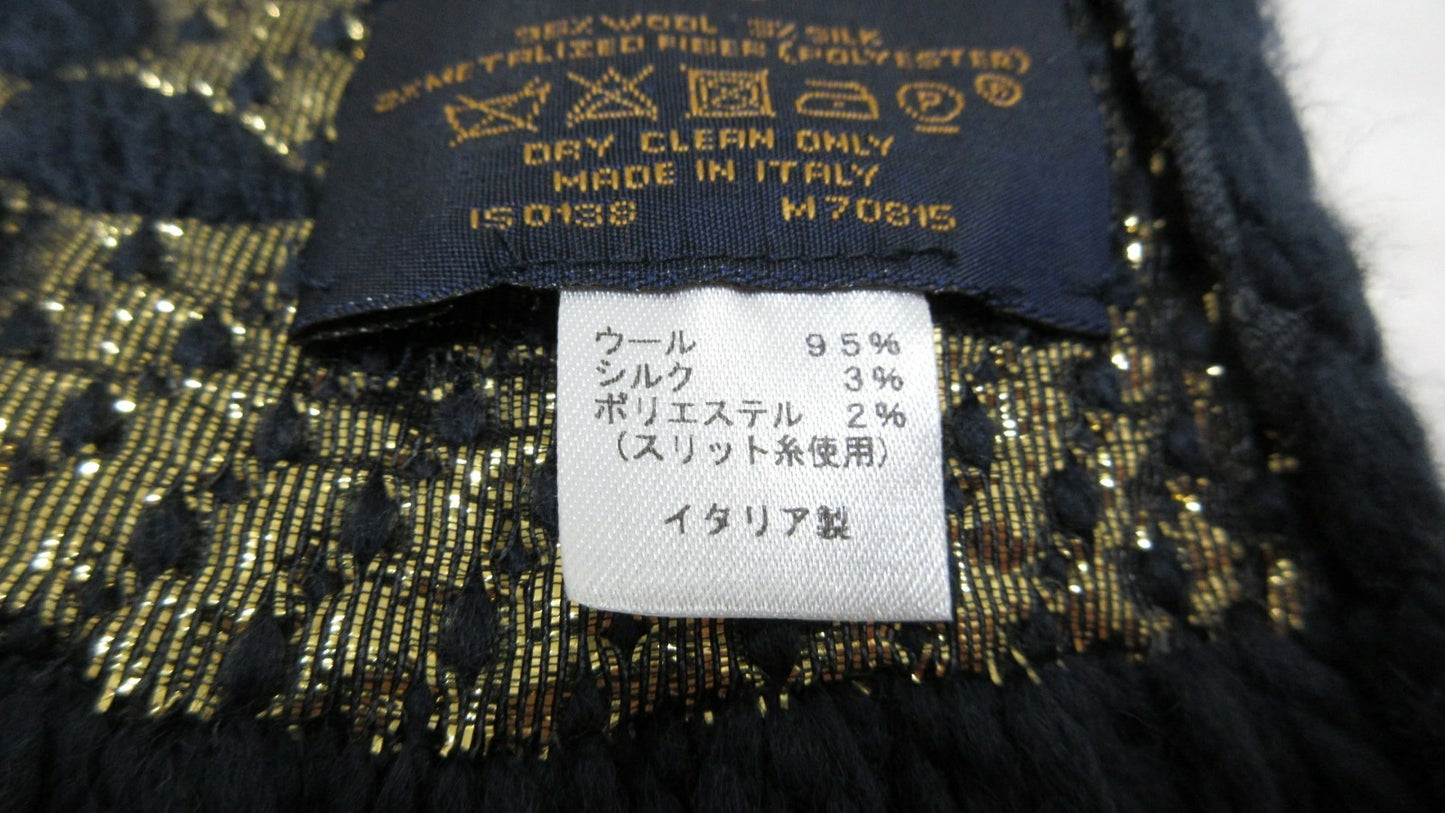 95% WOOL 3% SILK
2% METALIZED FIBER (POLYESTER)
P ®
DRY CLEAN ONLY
MADE IN ITALY
IS0138 M70815
ウール 95%
シルク 3%
ポリエステル 2%
(スリット糸使用)
イタリア製